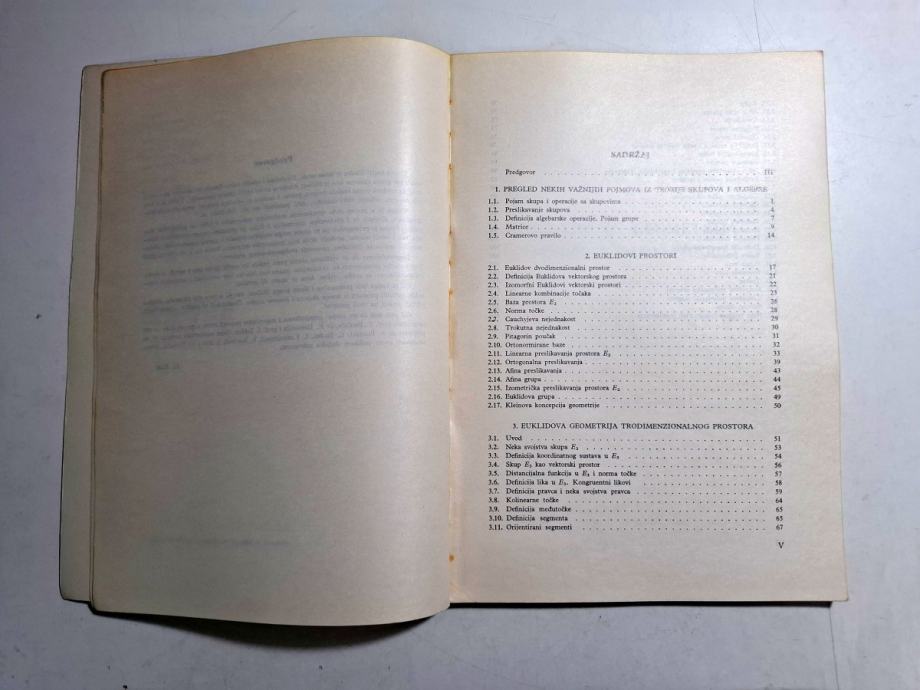 SADRŽAJ
Predgovor . . . III
1. PREGLED NEKIH VAŽNIJIH POJMOVA IZ TEORIJE SKUPOVA I ALGEBRE
1.1. Pojam skupa i operacije sa skupovima . . . 1
1.2. Preslikavanje skupova . . . 4
1.3. Definicija algebarske operacije. Pojam grupe . . . 7
1.4. Matrice . . . 9
1.5. Cramerovo pravilo . . . 14
2. EUKLIDOVI PROSTORI
2.1. Euklidov dvodimenzionalni prostor . . . 17
2.2. Definicija Euklidova vektorskog prostora . . . 21
2.3. Izomorfni Euklidovi vektorski prostori . . . 22
2.4. Linearne kombinacije točaka . . . 25
2.5. Baza prostora E₂ . . . 26
2.6. Norma točke . . . 28
2.7. Cauchyjeva nejednakost . . . 29
2.8. Trokutna nejednakost . . . 30
2.9. Pitagorin poučak . . . 31
2.10. Ortonormirane baze . . . 32
2.11. Linearna preslikavanja prostora E₂ . . . 33
2.12. Ortogonalna preslikavanja . . . 39
2.13. Afina preslikavanja . . . 43
2.14. Afina grupa . . . 44
2.15. Izometrička preslikavanja prostora E₂ . . . 45
2.16. Euklidova grupa . . . 49
2.17. Kleinova koncepcija geometrije . . . 50
3. EUKLIDOVA GEOMETRIJA TRODIMENZIONALNOG PROSTORA
3.1. Uvod . . . 51
3.2. Neka svojstva skupa E₃ . . . 53
3.3. Definicija koordinatnog sustava u E₃ . . . 54
3.4. Skup E₃ kao vektorski prostor . . . 56
3.5. Distancijalna funkcija u E₃ i norma točke . . . 57
3.6. Definicija lika u E₃. Kongruentni likovi . . . 58
3.7. Definicija pravca i neka svojstva pravca . . . 59
3.8. Kolinearne točke . . . 64
3.9. Definicija međutočke . . . 65
3.10. Definicija segmenta . . . 65
3.11. Orijentirani segmenti . . . 67
V